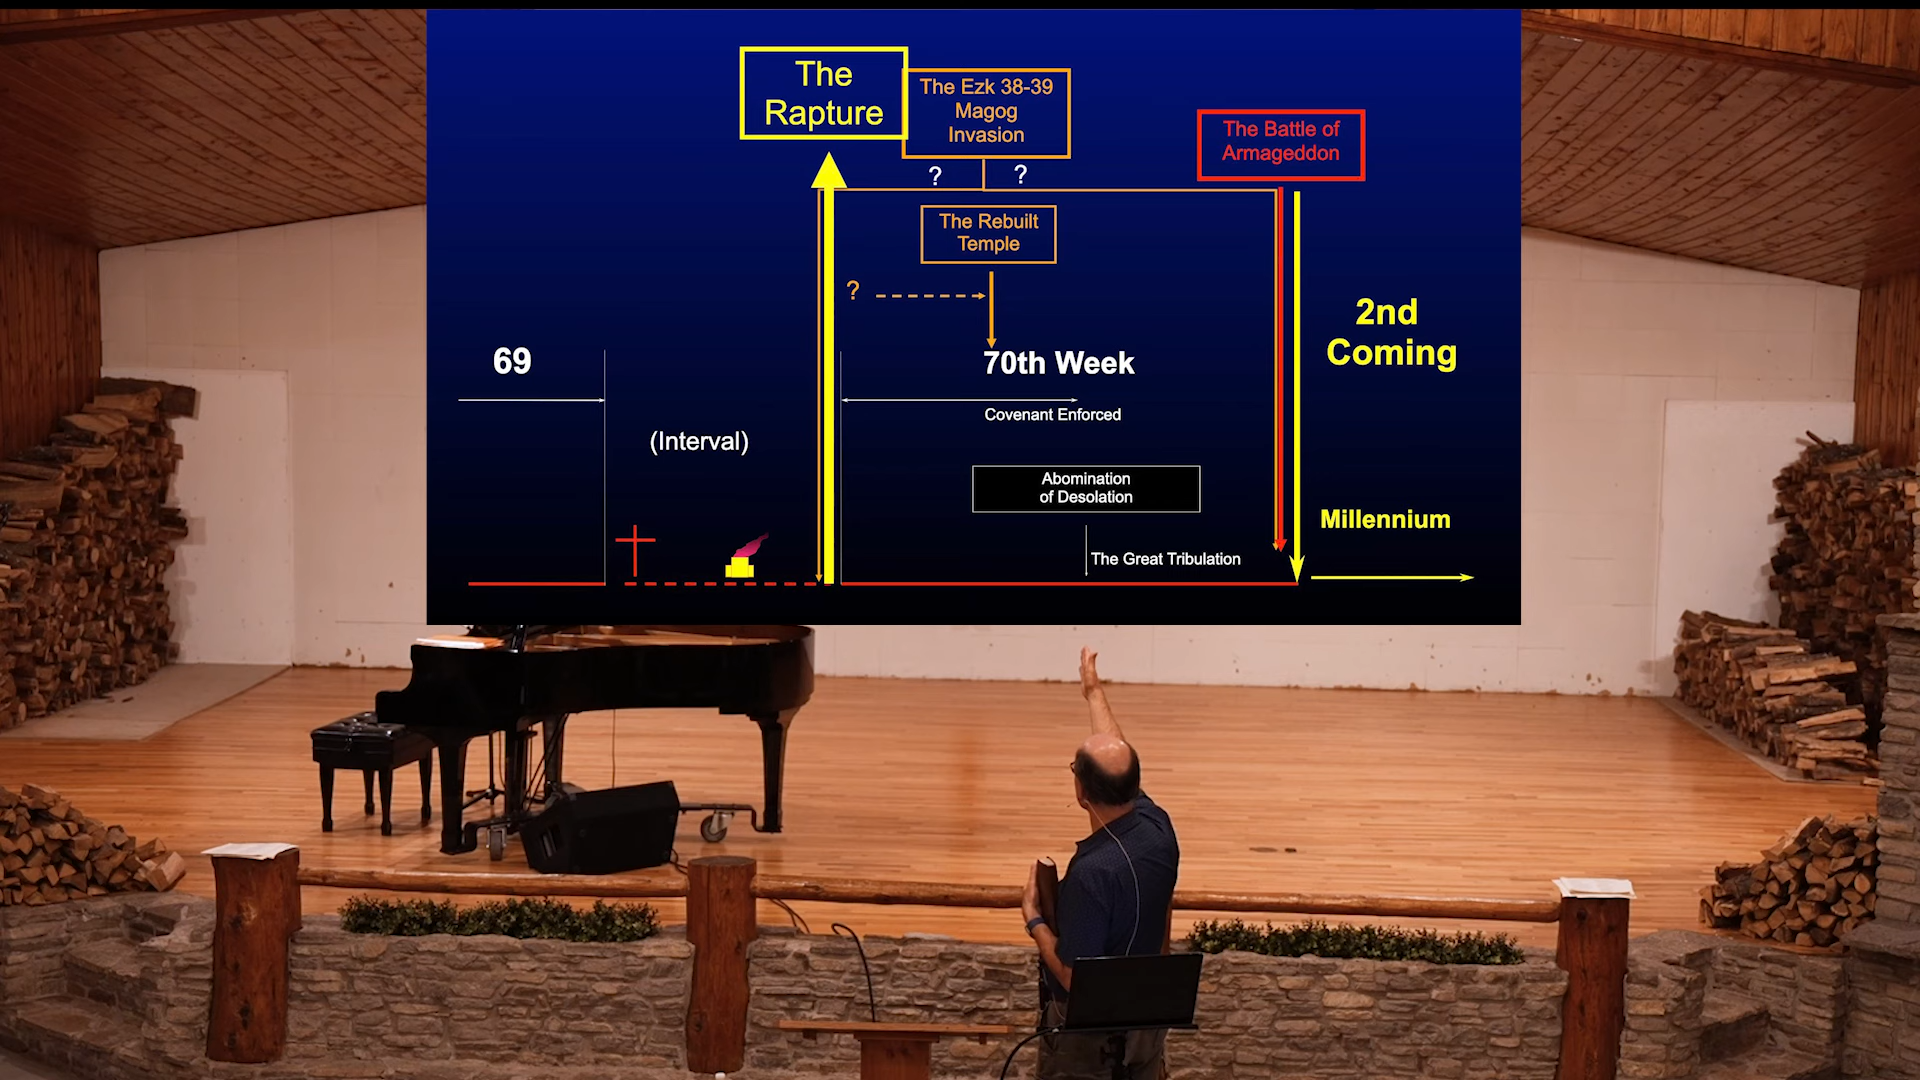 The
Rapture
The Ezk 38-39
Magog
Invasion
The Battle of
Armageddon
? ?
The Rebuilt
Temple
?
2nd
Coming
69
70th Week
Covenant Enforced
(Interval)
Abomination
of Desolation
Millennium
The Great Tribulation